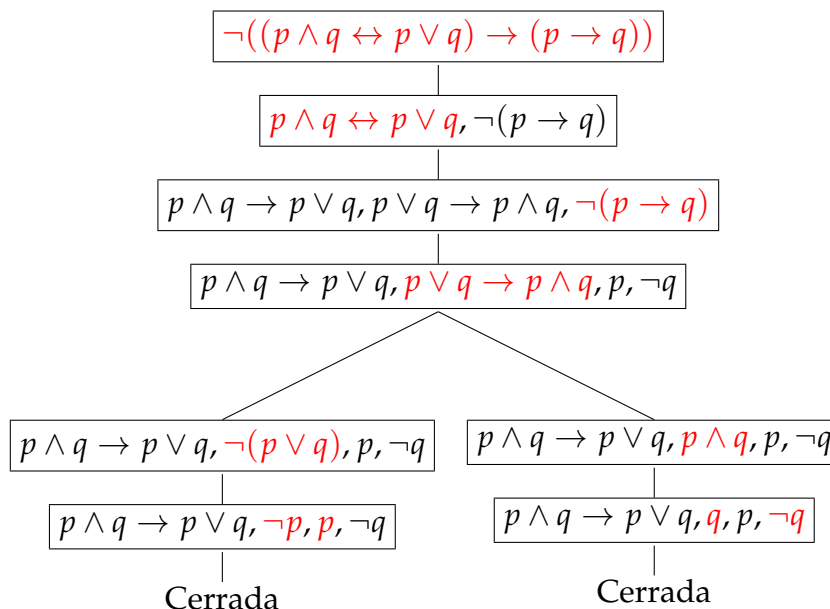 ¬((p ∧ q ↔ p ∨ q) → (p → q))
p ∧ q ↔ p ∨ q, ¬(p → q)
p ∧ q → p ∨ q, p ∨ q → p ∧ q, ¬(p → q)
p ∧ q → p ∨ q, p ∨ q → p ∧ q, p, ¬q
p ∧ q → p ∨ q, ¬(p ∨ q), p, ¬q
p ∧ q → p ∨ q, p ∧ q, p, ¬q
p ∧ q → p ∨ q, ¬p, p, ¬q
p ∧ q → p ∨ q, q, p, ¬q
Cerrada
Cerrada